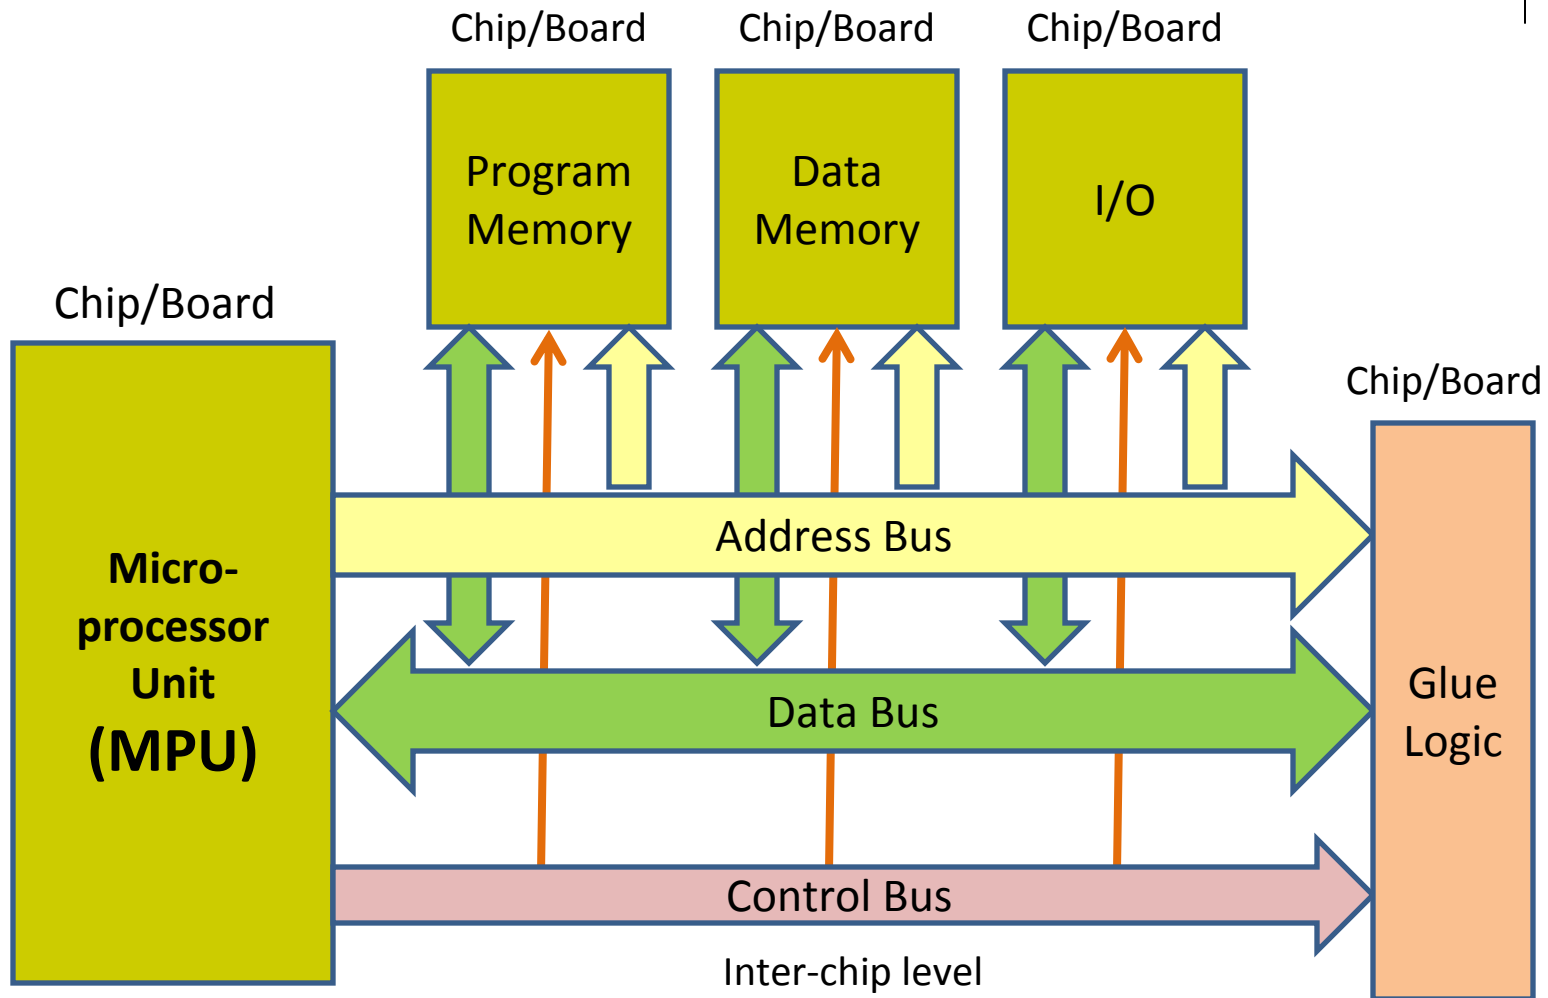 Chip/Board
Chip/Board
Chip/Board
Program
Memory
Data
Memory
I/O
Chip/Board
Micro-
processor
Unit
(MPU)
Chip/Board
Address Bus
Data Bus
Glue
Logic
Control Bus
Inter-chip level